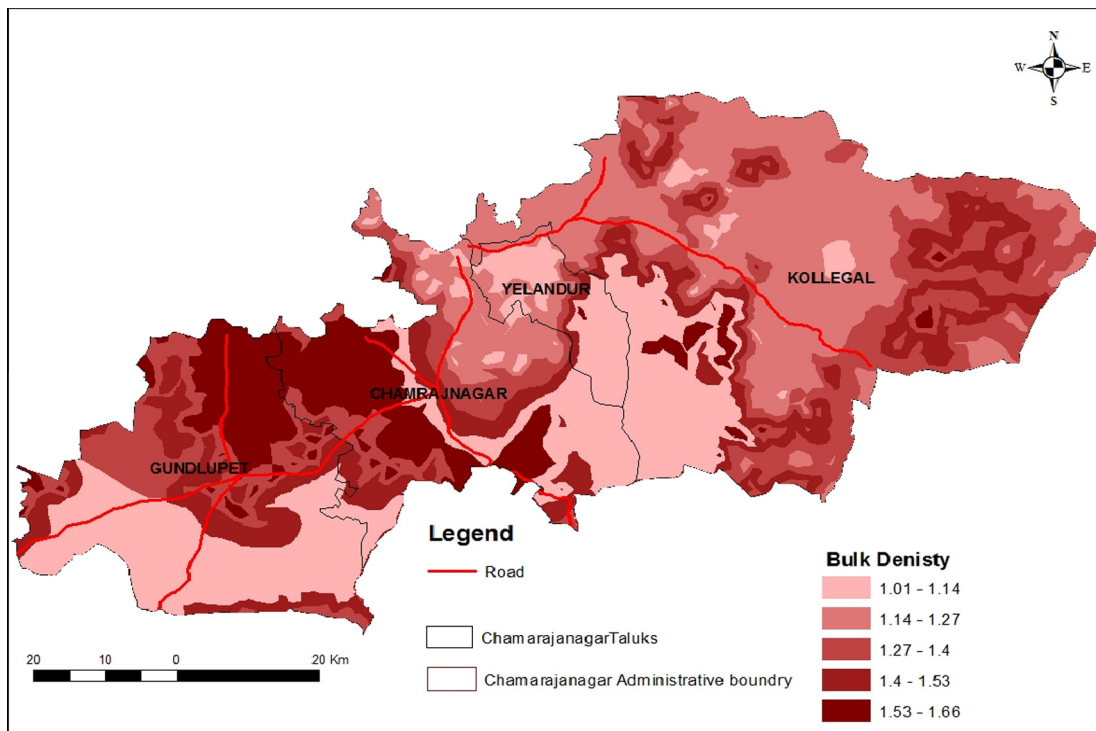 N
W E
S
KOLLEGAL
YELANDUR
CHAMRAJNAGAR
GUNDLUPET
Legend
Road
ChamarajanagarTaluks
Chamarajanagar Administrative boundry
20 10 0 20 Km
Bulk Denisty
1.01 - 1.14
1.14 - 1.27
1.27 - 1.4
1.4 - 1.53
1.53 - 1.66